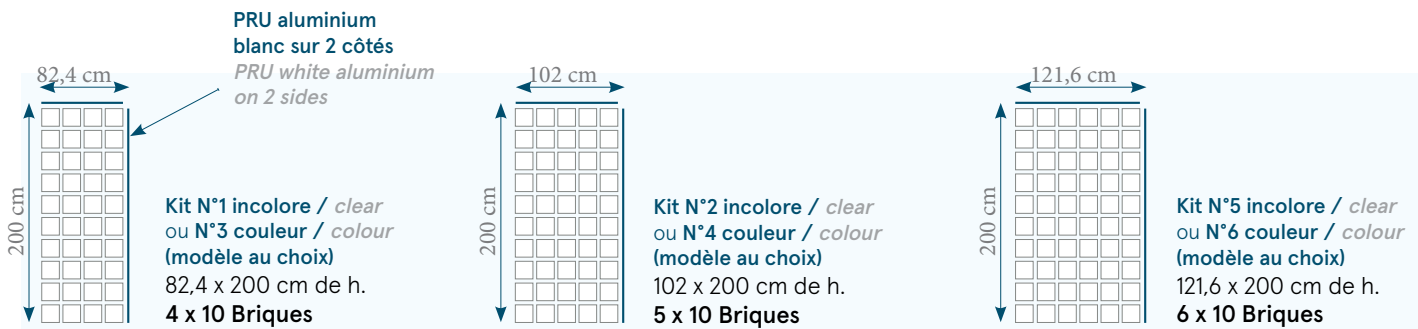 PRU aluminium
blanc sur 2 côtés
PRU white aluminium
on 2 sides
82,4 cm
200 cm
Kit N°1 incolore / clear
ou N°3 couleur / colour
(modèle au choix)
82,4 x 200 cm de h.
4 x 10 Briques
102 cm
200 cm
Kit N°2 incolore / clear
ou N°4 couleur / colour
(modèle au choix)
102 x 200 cm de h.
5 x 10 Briques
121,6 cm
200 cm
Kit N°5 incolore / clear
ou N°6 couleur / colour
(modèle au choix)
121,6 x 200 cm de h.
6 x 10 Briques